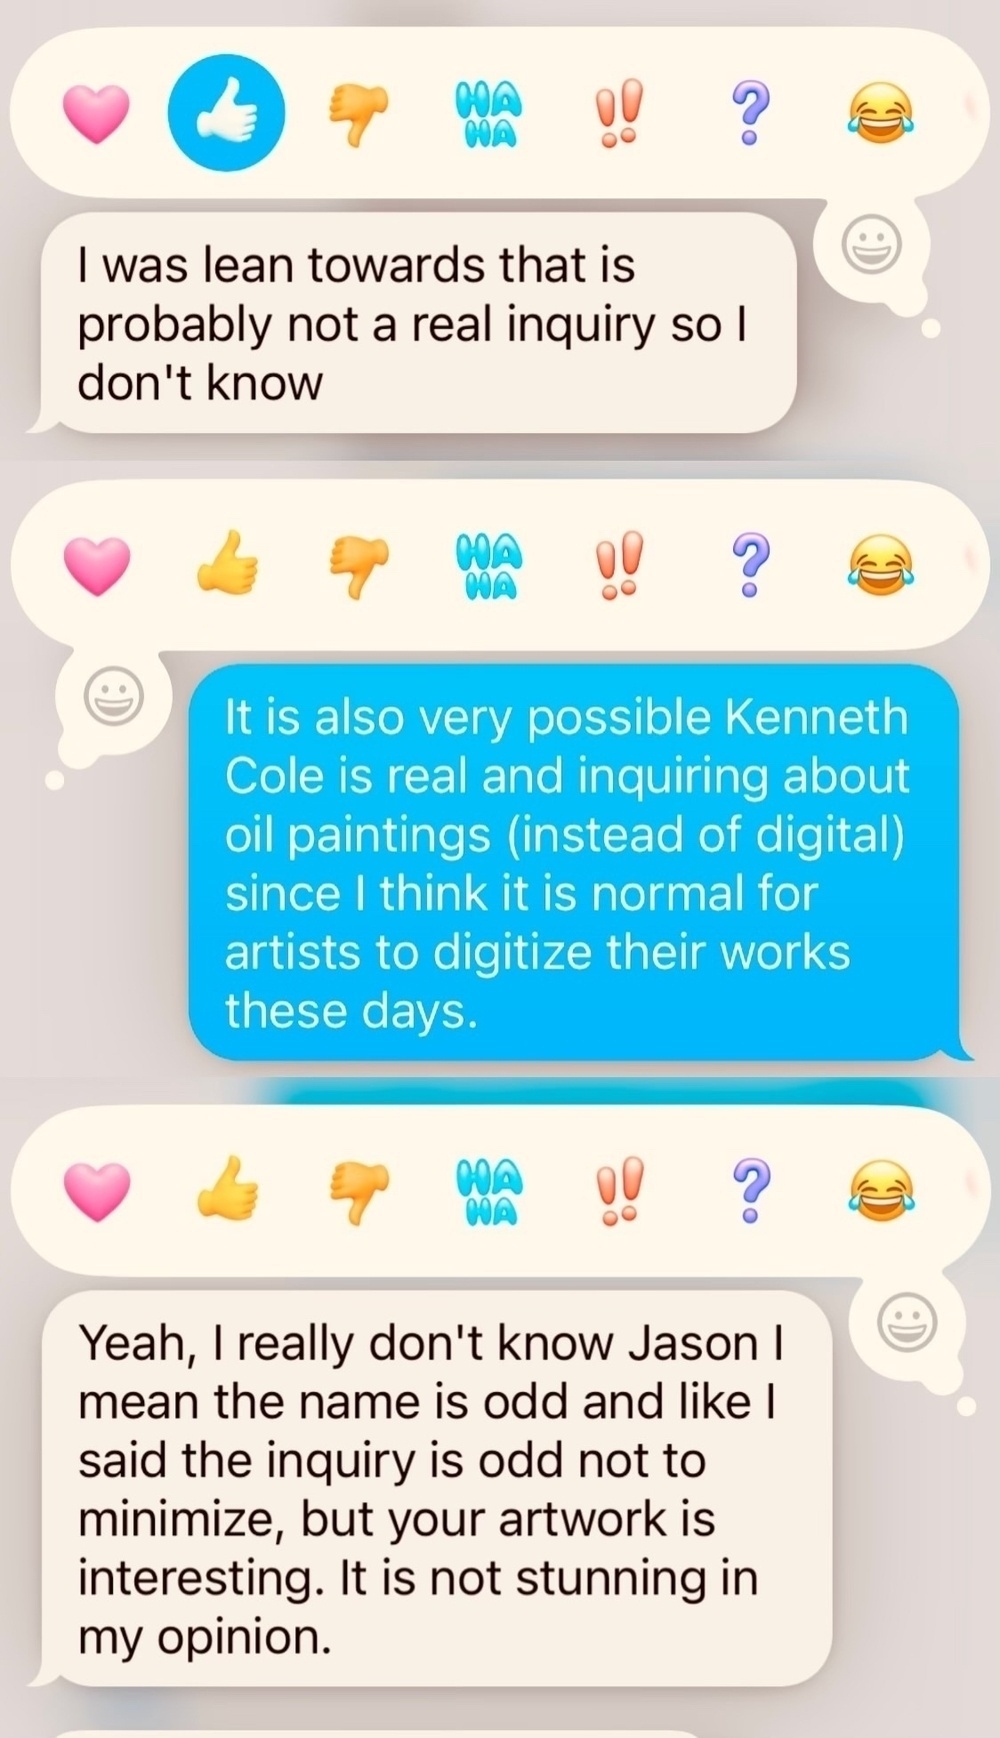 HA
HA
I was lean towards that is
probably not a real inquiry so I
don't know
HA
HA
It is also very possible Kenneth
Cole is real and inquiring about
oil paintings (instead of digital)
since I think it is normal for
artists to digitize their works
these days.
HA
HA
Yeah, I really don't know Jason I
mean the name is odd and like I
said the inquiry is odd not to
minimize, but your artwork is
interesting. It is not stunning in
my opinion.